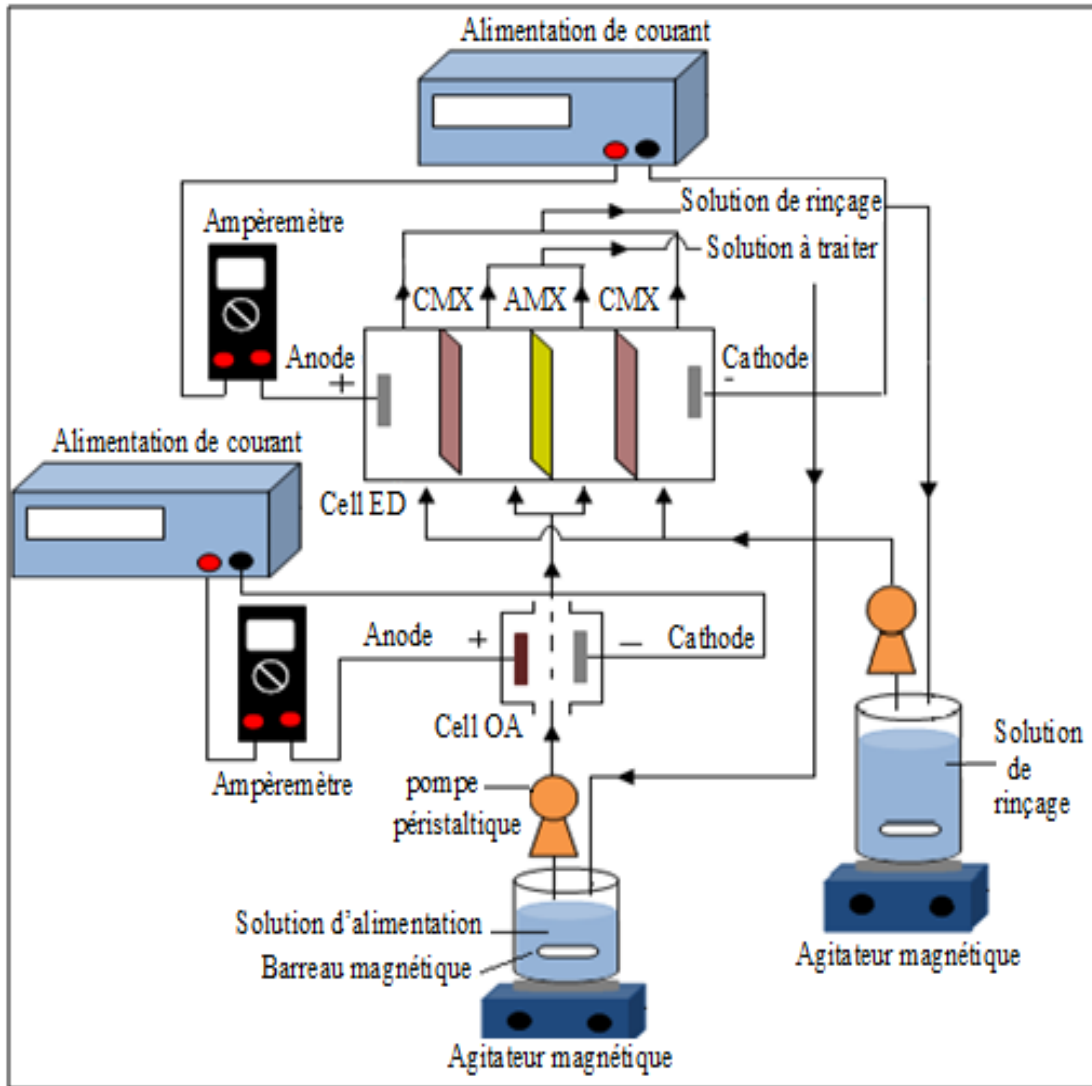 Alimentation de courant
Solution de rinçage
Ampèremètre
Solution à traiter
CMX
AMX
CMX
Anode
+
Cathode
-
Alimentation de courant
Cell ED
Anode
+
–
Cathode
Cell OA
Ampèremètre
pompe
péristaltique
Solution
de
rinçage
Solution d'alimentation
Barreau magnétique
Agitateur magnétique
Agitateur magnétique